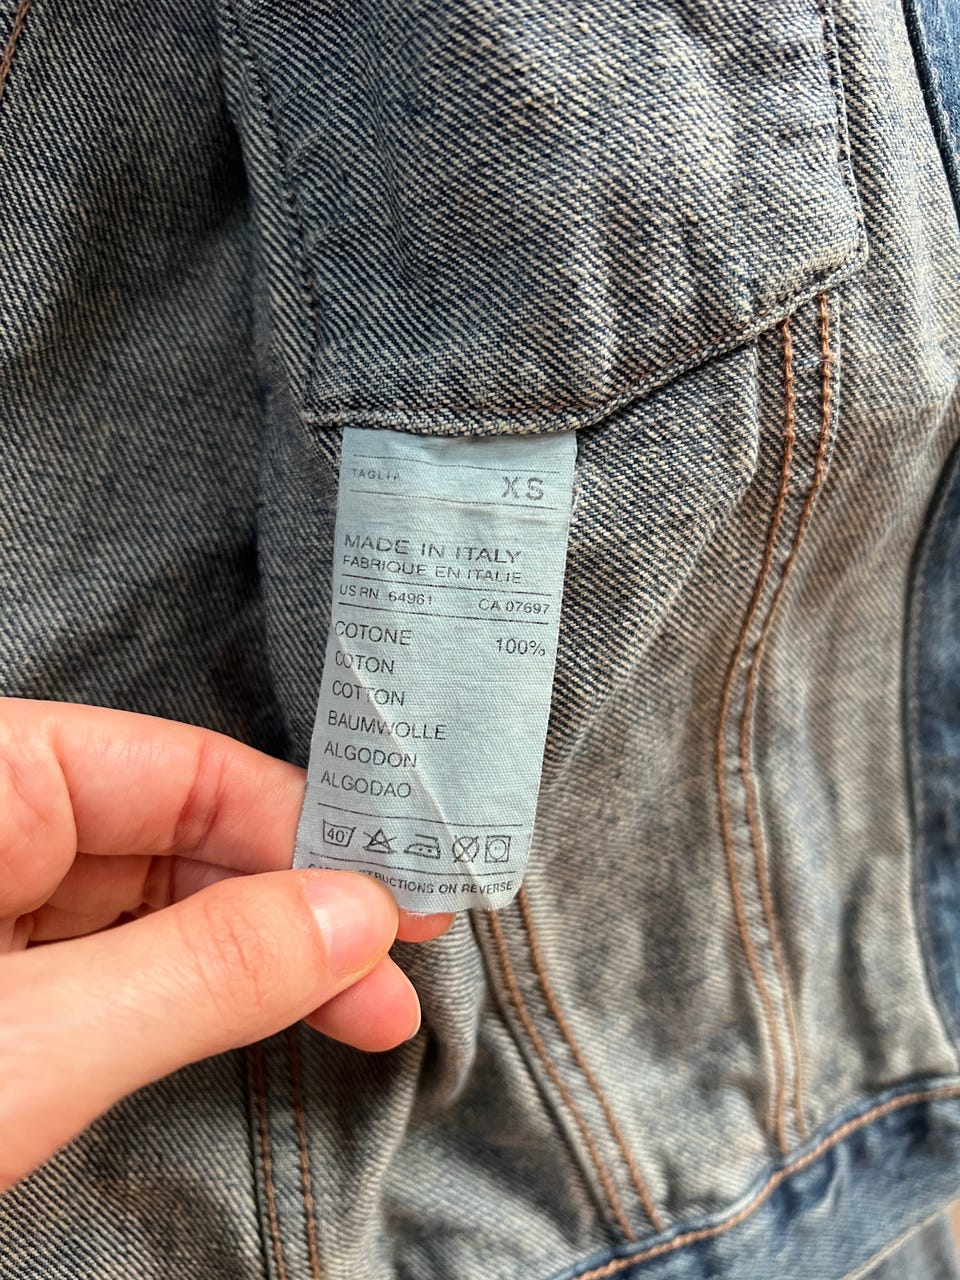 TAGLIA XS
MADE IN ITALY
FABRIQUE EN ITALIE
US RN 64961 CA 07697
COTONE 100%
COTON
COTTON
BAUMWOLLE
ALGODON
ALGODAO
40°
INSTRUCTIONS ON REVERSE